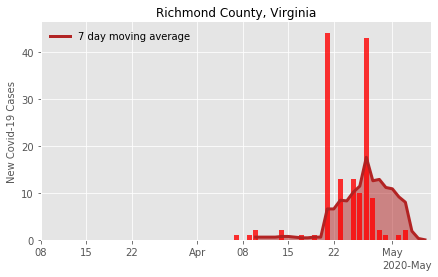 Richmond County, Virginia
7 day moving average
New Covid-19 Cases
40
30
20
10
0
08 15 22 Apr 08 15 22 May
2020-May